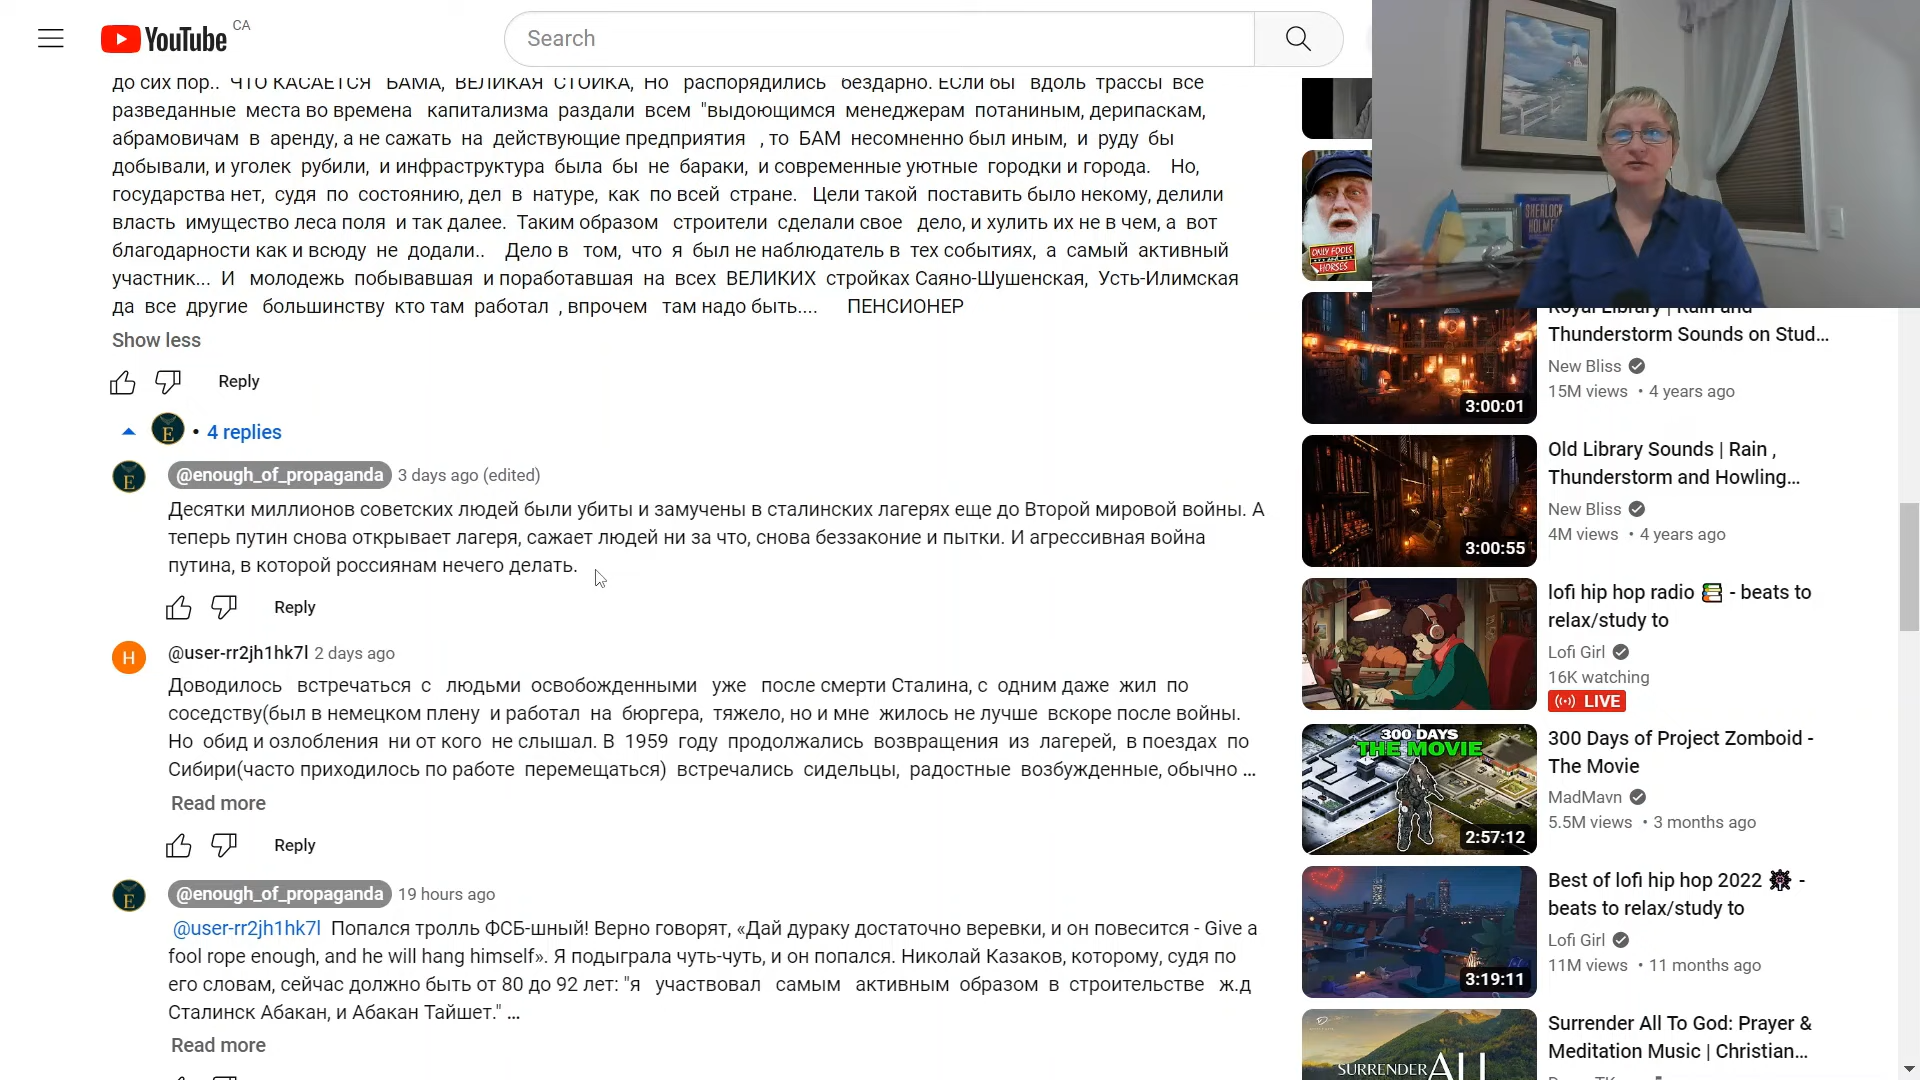 YouTube CA
Search
до сих пор.. ЧТО КАСАЕТСЯ БАМА, ВЕЛИКАЯ СТОЙКА, Но распорядились бездарно. ЕСли бы вдоль трассы все
разведанные места во времена капитализма раздали всем "выдоющимся менеджерам потаниным, дерипаскам,
абрамовичам в аренду, а не сажать на действующие предприятия , то БАМ несомненно был иным, и руду бы
добывали, и уголек рубили, и инфраструктура была бы не бараки, и современные уютные городки и города. Но,
государства нет, судя по состоянию, дел в натуре, как по всей стране. Цели такой поставить было некому, делили
власть имущество леса поля и так далее. Таким образом строители сделали свое дело, и хулить их не в чем, а вот
благодарности как и всюду не додали.. Дело в том, что я был не наблюдатель в тех событиях, а самый активный
участник... И молодежь побывавшая и поработавшая на всех ВЕЛИКИХ стройках Саяно-Шушенская, Усть-Илимская
да все другие большинству кто там работал , впрочем там надо быть.... ПЕНСИОНЕР
Show less
Reply
E • 4 replies
E @enough_of_propaganda 3 days ago (edited)
Десятки миллионов советских людей были убиты и замучены в сталинских лагерях еще до Второй мировой войны. А
теперь путин снова открывает лагеря, сажает людей ни за что, снова беззаконие и пытки. И агрессивная война
путина, в которой россиянам нечего делать.
Reply
Н @user-rr2jh1hk7l 2 days ago
Доводилось встречаться с людьми освобожденными уже после смерти Сталина, с одним даже жил по
соседству(был в немецком плену и работал на бюргера, тяжело, но и мне жилось не лучше вскоре после войны.
Но обид и озлобления ни от кого не слышал. В 1959 году продолжались возвращения из лагерей, в поездах по
Сибири(часто приходилось по работе перемещаться) встречались сидельцы, радостные возбужденные, обычно ...
Read more
Reply
E @enough_of_propaganda 19 hours ago
@user-rr2jh1hk7l Попался тролль ФСБ-шный! Верно говорят, «Дай дураку достаточно веревки, и он повесится - Give a
fool rope enough, and he will hang himself». Я подыграла чуть-чуть, и он попался. Николай Казаков, которому, судя по
его словам, сейчас должно быть от 80 до 92 лет: "я участвовал самым активным образом в строительстве ж.д
Сталинск Абакан, и Абакан Тайшет." ...
Read more
SHERLOCK
HOLMES
ONLY FOOLS
and
HORSES
Royal Library | Rain and
Thunderstorm Sounds on Stud...
New Bliss
15M views • 4 years ago
3:00:01
Old Library Sounds | Rain ,
Thunderstorm and Howling...
New Bliss
4M views • 4 years ago
3:00:55
lofi hip hop radio - beats to
relax/study to
Lofi Girl
16K watching
LIVE
300 DAYS
THE MOVIE
2:57:12
300 Days of Project Zomboid -
The Movie
MadMavn
5.5M views • 3 months ago
Best of lofi hip hop 2022 -
beats to relax/study to
Lofi Girl
11M views • 11 months ago
3:19:11
Surrender All To God: Prayer &
Meditation Music | Christian...
SURRENDER ALL